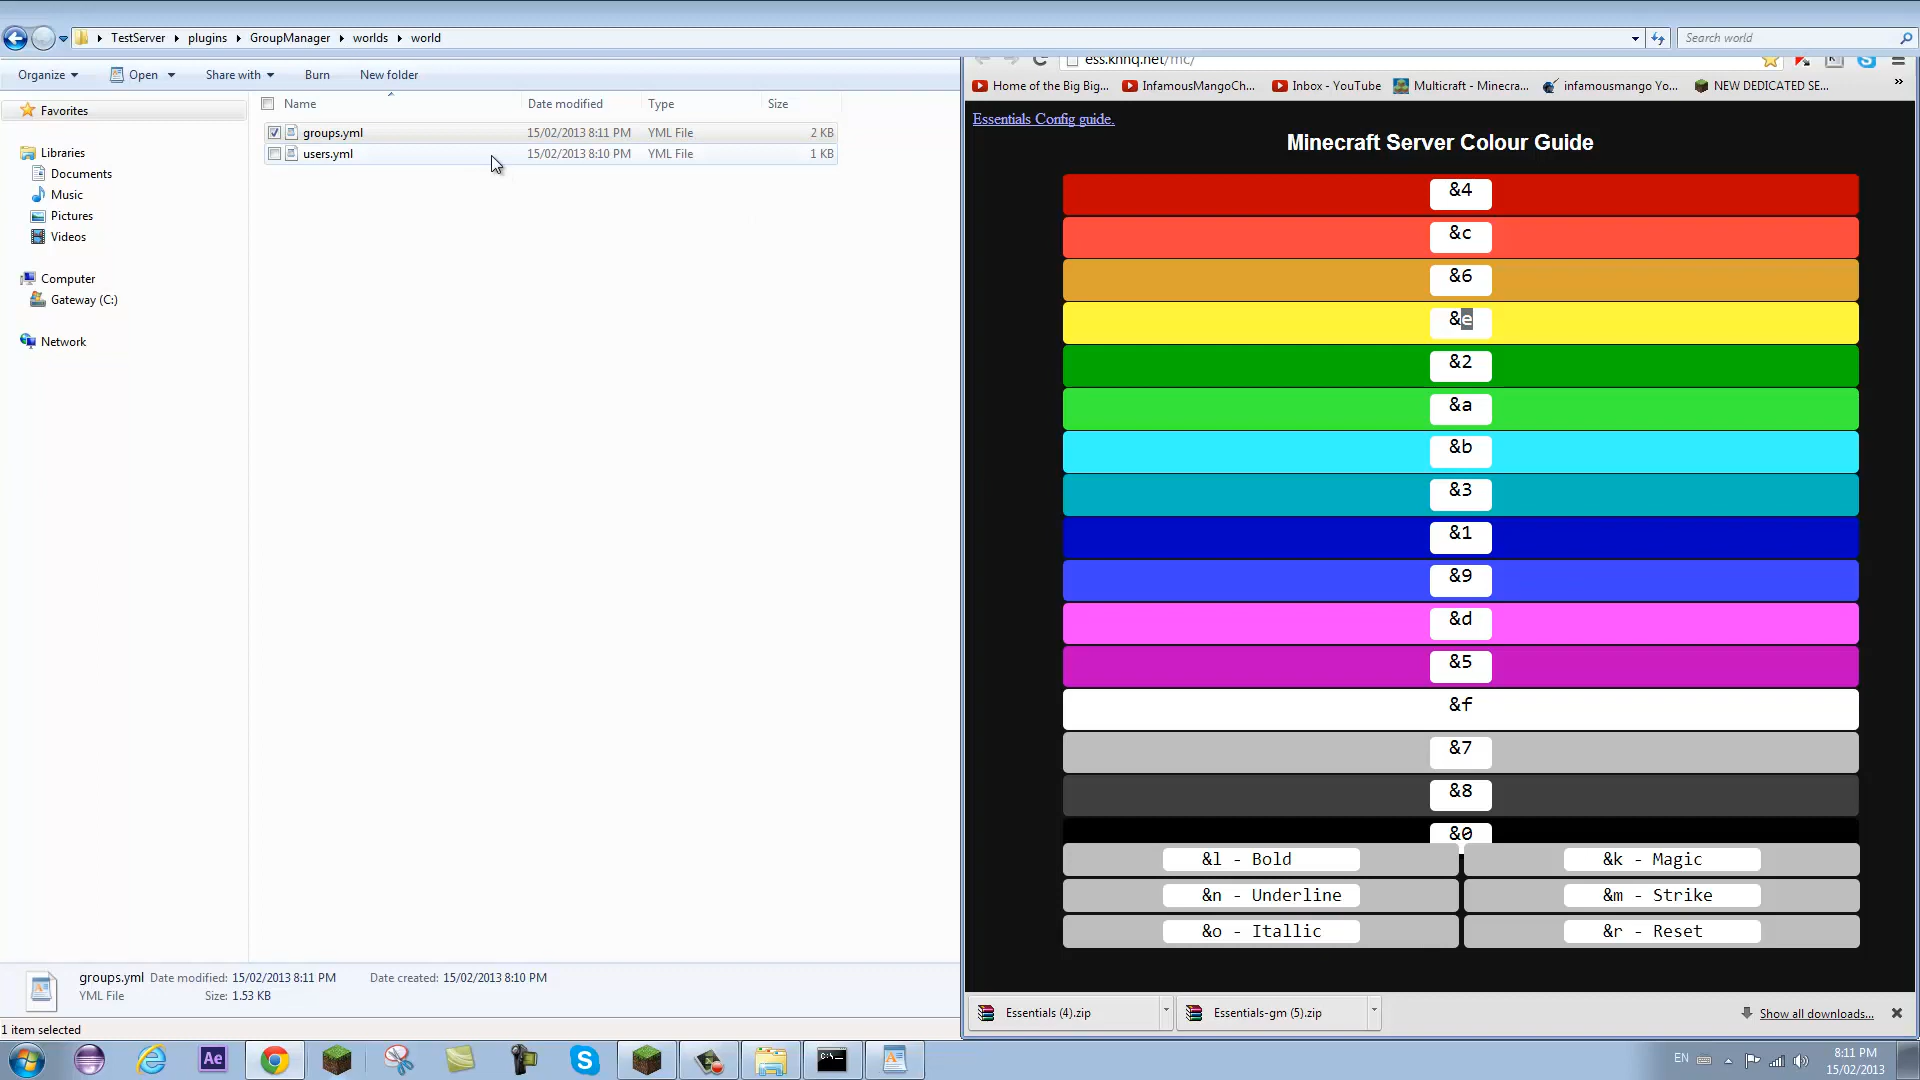 TestServer plugins GroupManager worlds world
Search world
Organize Open Share with Burn New folder
Name Date modified Type Size
groups.yml 15/02/2013 8:11 PM YML File 2 KB
users.yml 15/02/2013 8:10 PM YML File 1 KB
Favorites
Libraries
Documents
Music
Pictures
Videos
Computer
Gateway (C:)
Network
groups.yml Date modified: 15/02/2013 8:11 PM Date created: 15/02/2013 8:10 PM
YML File Size: 1.53 KB
1 item selected
ess.khhq.net/mc/
Home of the Big Big... InfamousMangoCh... Inbox - YouTube Multicraft - Minecra... infamousmango Yo... NEW DEDICATED SE... »
Essentials Config guide.
Minecraft Server Colour Guide
&4
&c
&6
&e
&2
&a
&b
&3
&1
&9
&d
&5
&f
&7
&8
&0
&l - Bold &k - Magic
&n - Underline &m - Strike
&o - Itallic &r - Reset
Essentials (4).zip Essentials-gm (5).zip Show all downloads...
Ae
C:\
EN
8:11 PM
15/02/2013